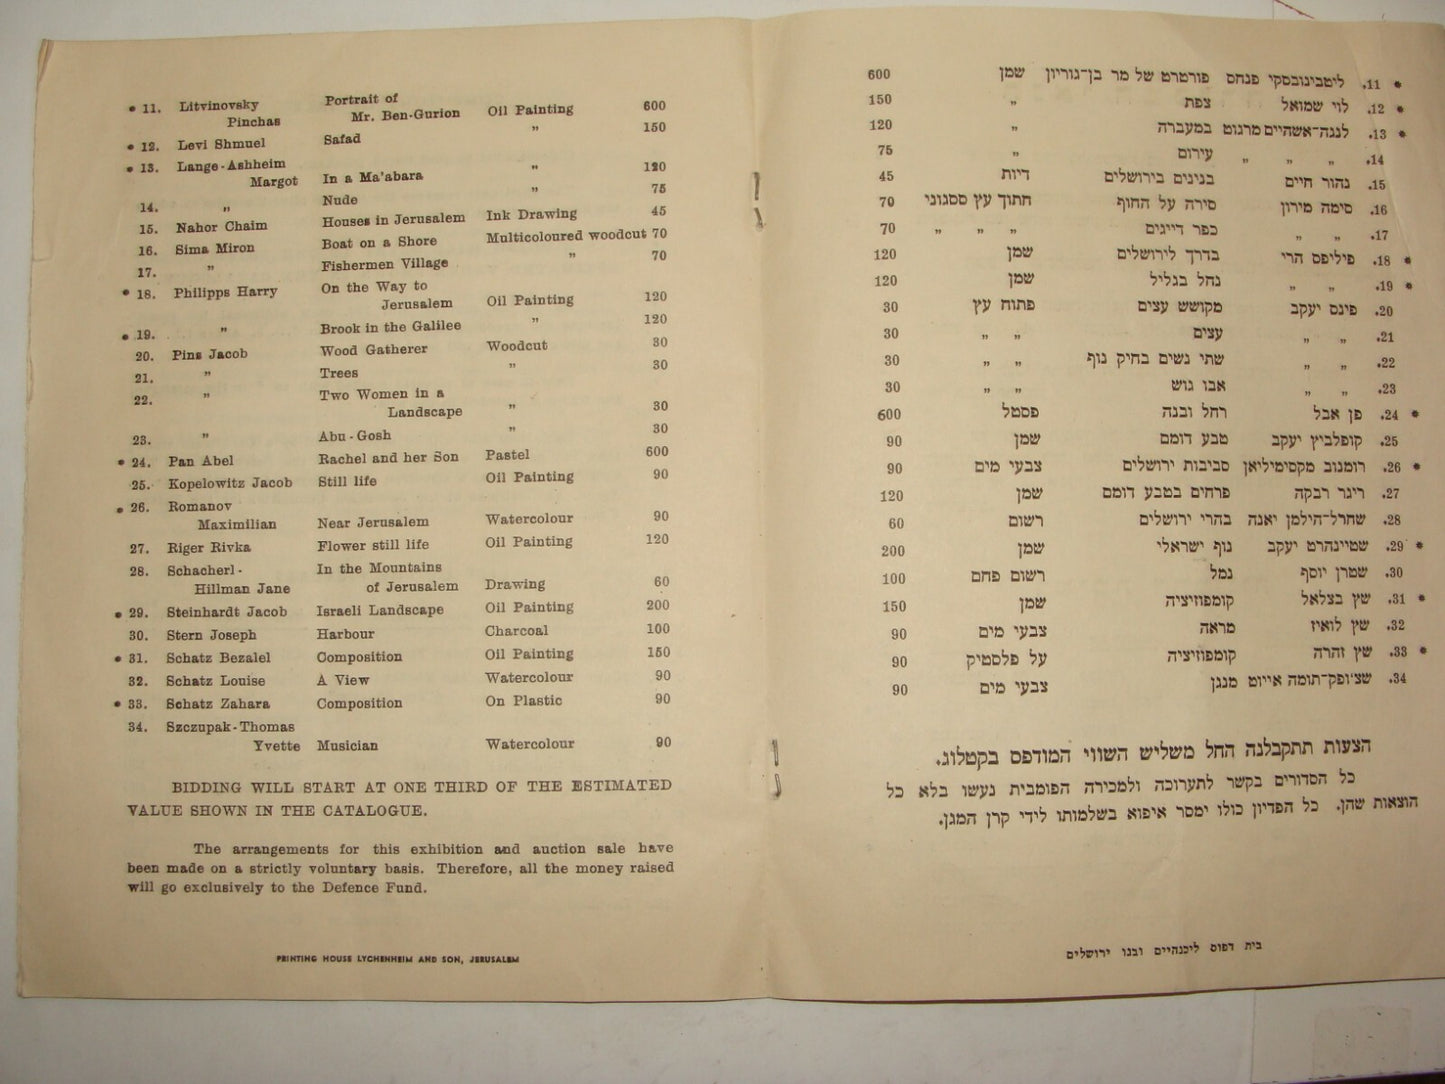 • 11. Litvinovsky Pinchas Portrait of Mr. Ben-Gurion Oil Painting 600
• 12. Levi Shmuel Safad „ 150
• 13. Lange-Ashheim Margot In a Ma'abara „ 120
14. „ Nude „ 75
15. Nahor Chaim Houses in Jerusalem Ink Drawing 45
16. Sima Miron Boat on a Shore Multicoloured woodcut 70
17. „ Fishermen Village „ 70
• 18. Philipps Harry On the Way to Jerusalem Oil Painting 120
• 19. „ Brook in the Galilee „ 120
20. Pins Jacob Wood Gatherer Woodcut 30
21. „ Trees „ 30
22. „ Two Women in a Landscape „ 30
23. „ Abu-Gosh „ 30
• 24. Pan Abel Rachel and her Son Pastel 600
25. Kopelowitz Jacob Still life Oil Painting 90
• 26. Romanov Maximilian Near Jerusalem Watercolour 90
27. Riger Rivka Flower still life Oil Painting 120
28. Schacherl-Hillman Jane In the Mountains of Jerusalem Drawing 60
• 29. Steinhardt Jacob Israeli Landscape Oil Painting 200
30. Stern Joseph Harbour Charcoal 100
• 31. Schatz Bezalel Composition Oil Painting 150
32. Schatz Louise A View Watercolour 90
• 33. Schatz Zahara Composition On Plastic 90
34. Szczupak-Thomas Yvette Musician Watercolour 90
BIDDING WILL START AT ONE THIRD OF THE ESTIMATED
VALUE SHOWN IN THE CATALOGUE.
The arrangements for this exhibition and auction sale have
been made on a strictly voluntary basis. Therefore, all the money raised
will go exclusively to the Defence Fund.
PRINTING HOUSE LYCHENHEIM AND SON, JERUSALEM
* 11. ליטבינובסקי פנחס פורטרט של מר בן־גוריון שמן 600
* 12. לוי שמואל צפת „ 150
* 13. לנגה־אשהיים מרגוט במעברה „ 120
14. „ „ „ עירום „ 75
15. נהור חיים בנינים בירושלים דיות 45
16. סימה מירון סירה על החוף חתוך עץ ססגוני 70
17. „ „ כפר דייגים „ „ „ 70
* 18. פיליפס הרי בדרך לירושלים שמן 120
* 19. „ „ נחל בגליל שמן 120
20. פינס יעקב מקושש עצים פתוח עץ 30
21. „ „ עצים „ „ 30
22. „ „ שתי נשים בחיק נוף „ „ 30
23. „ „ אבו גוש „ „ 30
* 24. פן אבל רחל ובנה פסטל 600
25. קופלביץ יעקב טבע דומם שמן 90
* 26. רומנוב מקסימיליאן סביבות ירושלים צבעי מים 90
27. ריגר רבקה פרחים בטבע דומם שמן 120
28. שחרל־הילמן יאנה בהרי ירושלים רשום 60
* 29. שטיינהרט יעקב נוף ישראלי שמן 200
30. שטרן יוסף נמל רשום פחם 100
* 31. שץ בצלאל קומפוזיציה שמן 150
32. שץ לואיז מראה צבעי מים 90
* 33. שץ זהרה קומפוזיציה על פלסטיק 90
34. שצ׳ופק־תומה אייוט מנגן צבעי מים 90
הצעות תתקבלנה החל משליש השווי המודפס בקטלוג.
כל הסדורים בקשר לתערוכה ולמכירה הפומבית נעשו בלא כל
הוצאות שהן. כל הפדיון כולו ימסר איפוא בשלמותו לידי קרן המגן.
בית דפוס ליכנהיים ובנו ירושלים